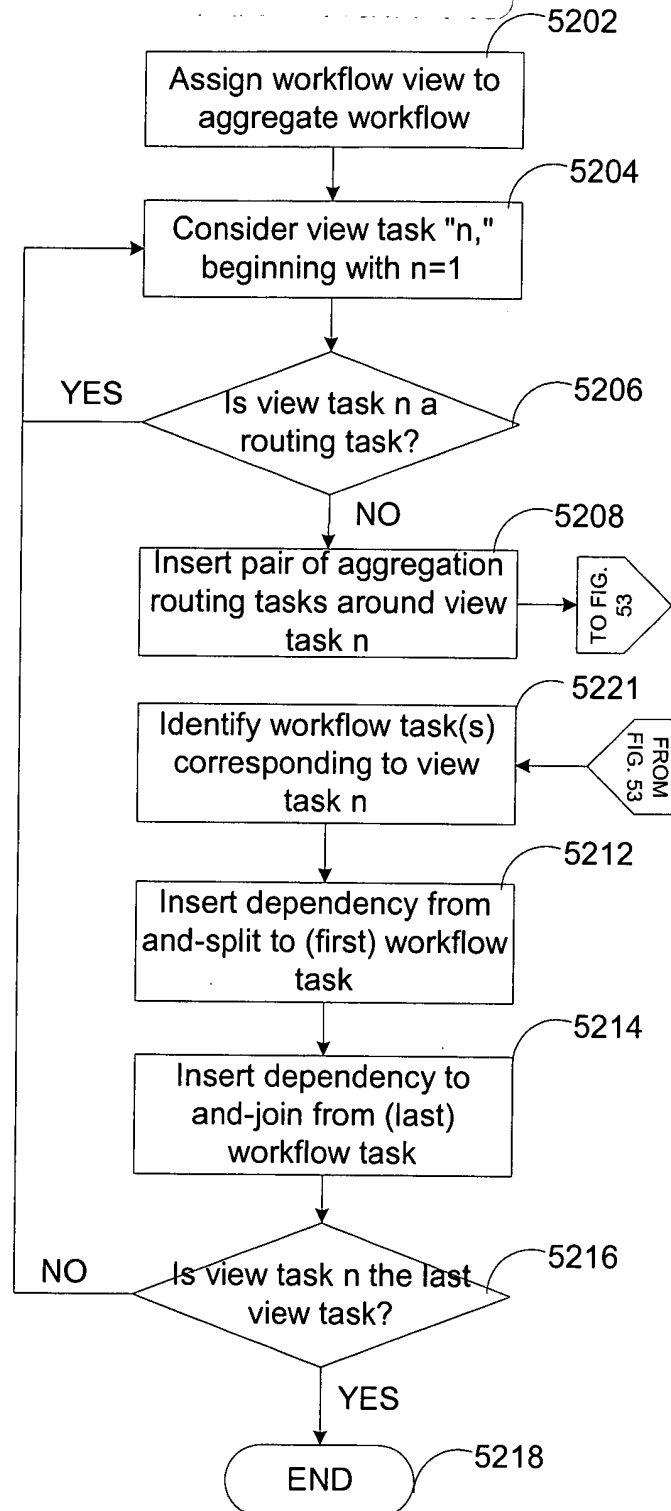 5202
Assign workflow view to
aggregate workflow
5204
Consider view task "n,"
beginning with n=1
YES
Is view task n a
routing task?
5206
NO
5208
Insert pair of aggregation
routing tasks around view
task n
TO FIG.
53
5221
Identify workflow task(s)
corresponding to view
task n
FROM
FIG. 53
5212
Insert dependency from
and-split to (first) workflow
task
5214
Insert dependency to
and-join from (last)
workflow task
NO
Is view task n the last
view task?
5216
YES
END
5218